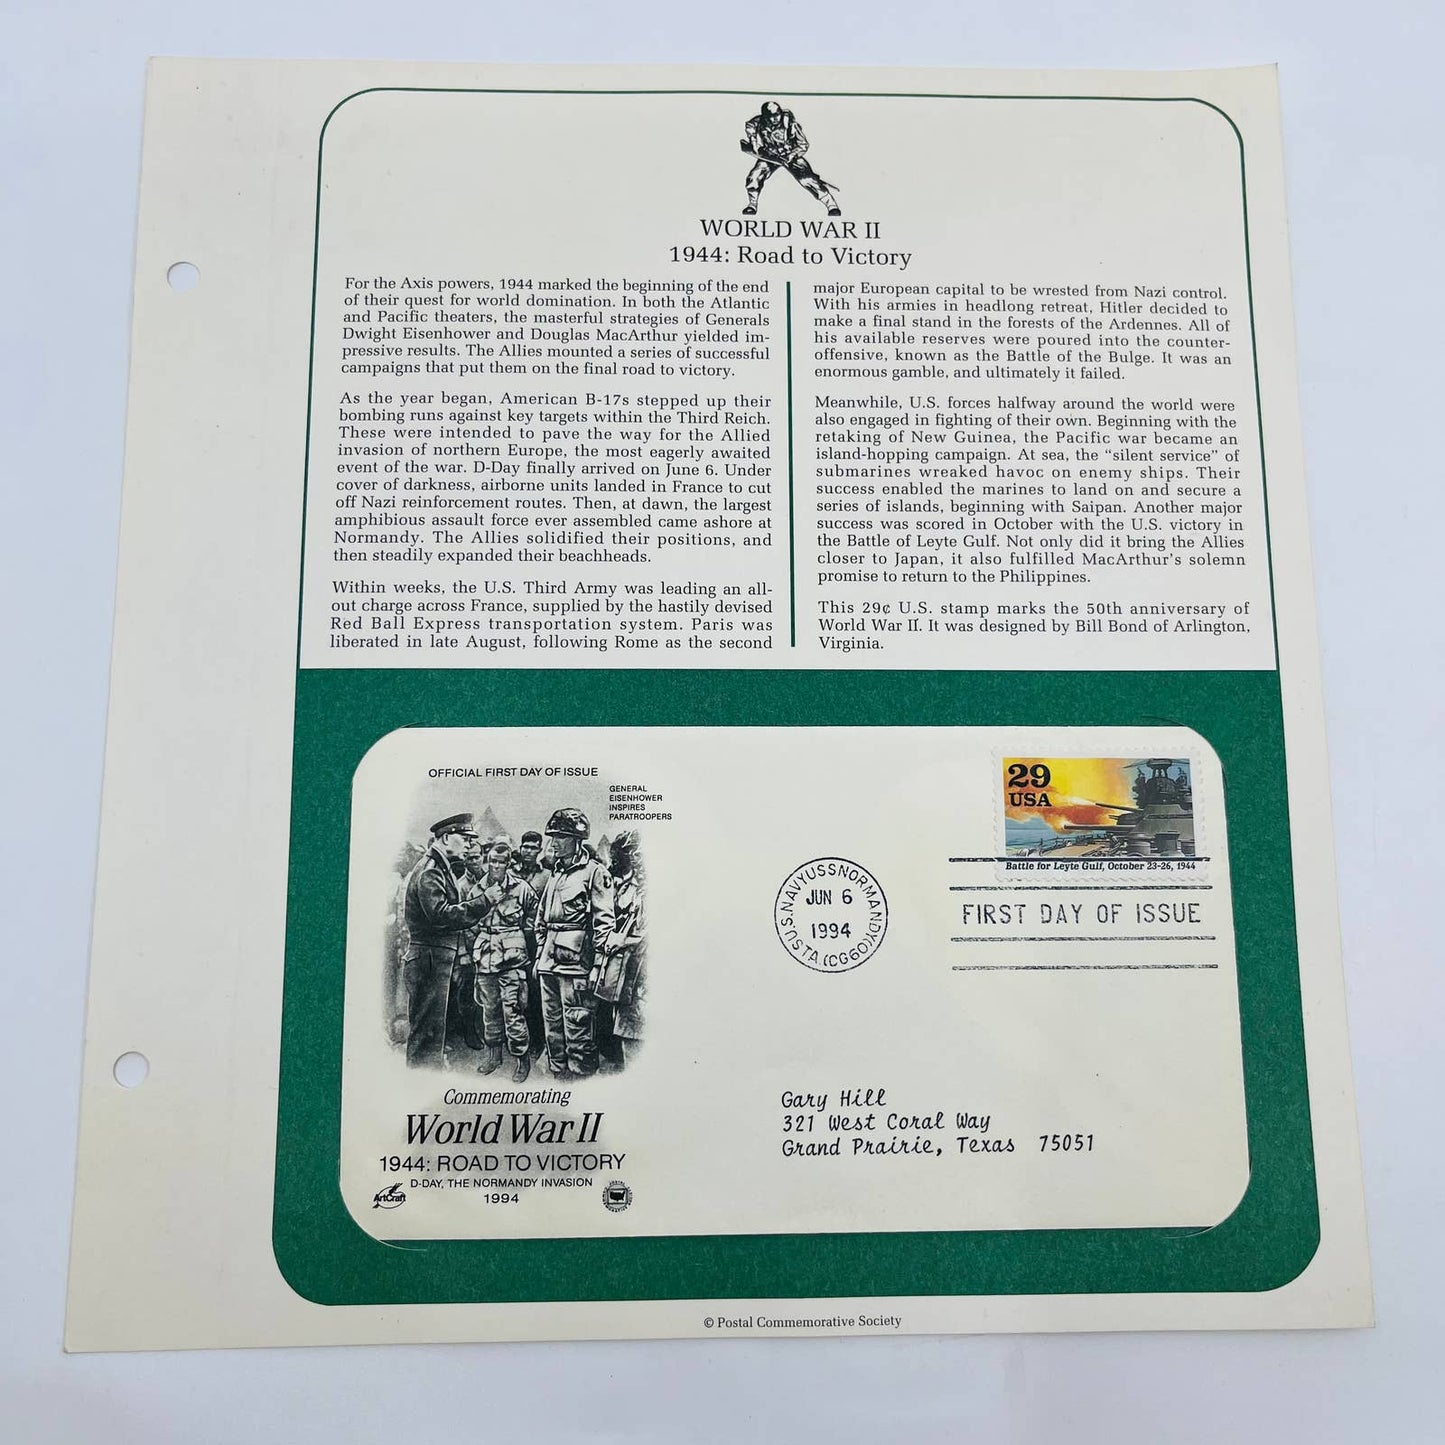 WORLD WAR II
1944: Road to Victory
For the Axis powers, 1944 marked the beginning of the end
of their quest for world domination. In both the Atlantic
and Pacific theaters, the masterful strategies of Generals
Dwight Eisenhower and Douglas MacArthur yielded im-
pressive results. The Allies mounted a series of successful
campaigns that put them on the final road to victory.
As the year began, American B-17s stepped up their
bombing runs against key targets within the Third Reich.
These were intended to pave the way for the Allied
invasion of northern Europe, the most eagerly awaited
event of the war. D-Day finally arrived on June 6. Under
cover of darkness, airborne units landed in France to cut
off Nazi reinforcement routes. Then, at dawn, the largest
amphibious assault force ever assembled came ashore at
Normandy. The Allies solidified their positions, and
then steadily expanded their beachheads.
Within weeks, the U.S. Third Army was leading an all-
out charge across France, supplied by the hastily devised
Red Ball Express transportation system. Paris was
liberated in late August, following Rome as the second
major European capital to be wrested from Nazi control.
With his armies in headlong retreat, Hitler decided to
make a final stand in the forests of the Ardennes. All of
his available reserves were poured into the counter-
offensive, known as the Battle of the Bulge. It was an
enormous gamble, and ultimately it failed.
Meanwhile, U.S. forces halfway around the world were
also engaged in fighting of their own. Beginning with the
retaking of New Guinea, the Pacific war became an
island-hopping campaign. At sea, the “silent service” of
submarines wreaked havoc on enemy ships. Their
success enabled the marines to land on and secure a
series of islands, beginning with Saipan. Another major
success was scored in October with the U.S. victory in
the Battle of Leyte Gulf. Not only did it bring the Allies
closer to Japan, it also fulfilled MacArthur's solemn
promise to return to the Philippines.
This 29¢ U.S. stamp marks the 50th anniversary of
World War II. It was designed by Bill Bond of Arlington,
Virginia.
OFFICIAL FIRST DAY OF ISSUE
GENERAL
EISENHOWER
INSPIRES
PARATROOPERS
Commemorating
World War II
1944: ROAD TO VICTORY
D-DAY, THE NORMANDY INVASION
1994
ArtCraft
29
USA
Battle for Leyte Gulf, October 23-26, 1944
U.S. NAVY USS NORMANDY (CG60) U.S. STA.
JUN 6
1994
FIRST DAY OF ISSUE
Gary Hill
321 West Coral Way
Grand Prairie, Texas 75051
© Postal Commemorative Society